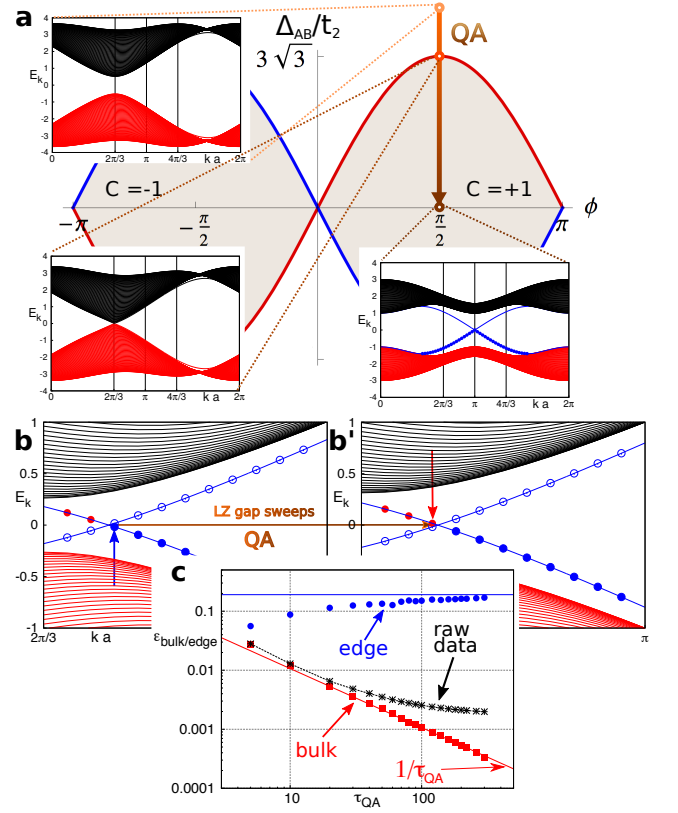 a
Δ_AB/t₂
3√3
QA
C =-1
C =+1
-π
-π/2
π/2
π
ϕ
E_k
4
3
2
1
0
-1
-2
-3
-4
0
2π/3
π
4π/3
k a
2π
E_k
4
3
2
1
0
-1
-2
-3
-4
0
2π/3
π
4π/3
k a
2π
E_k
4
3
2
1
0
-1
-2
-3
-4
0
2π/3
π
4π/3
k a
2π
b
1
0.5
E_k
0
-0.5
-1
2π/3
k a
LZ gap sweeps
QA
b'
1
0.5
E_k
0
π
c
ε_bulk/edge
0.1
0.01
0.001
0.0001
10
τ_QA
100
edge
raw
data
bulk
1/τ_QA